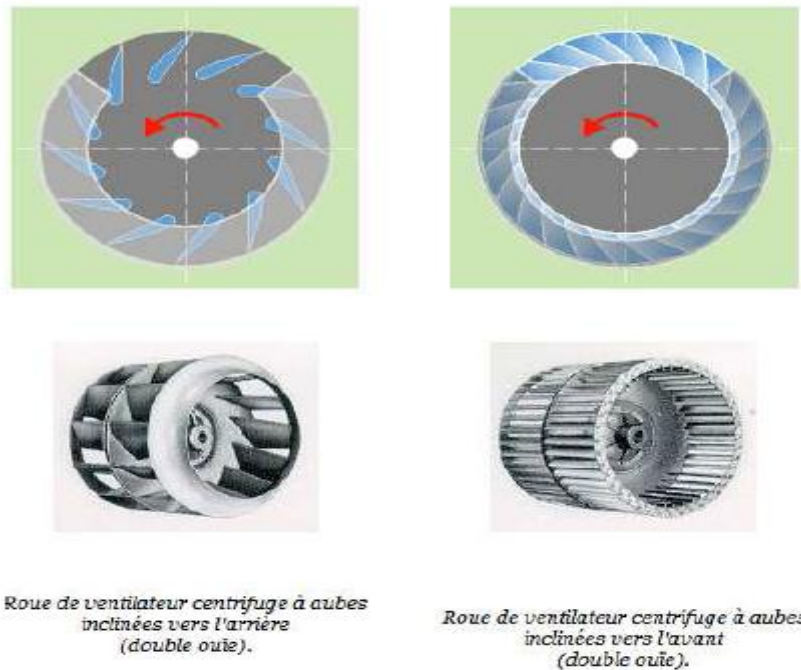 Roue de ventilateur centrifuge à aubes
inclinées vers l'arrière
(double ouïe).
Roue de ventilateur centrifuge à aubes
inclinées vers l'avant
(double ouïe).